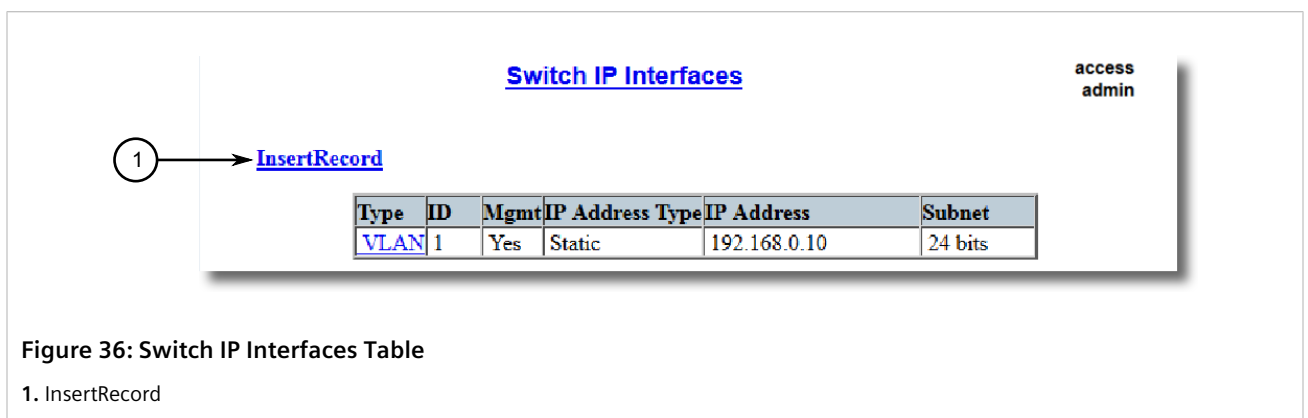 Switch IP Interfaces
access
admin
1
InsertRecord
Type ID Mgmt IP Address Type IP Address Subnet
VLAN 1 Yes Static 192.168.0.10 24 bits
Figure 36: Switch IP Interfaces Table
1. InsertRecord